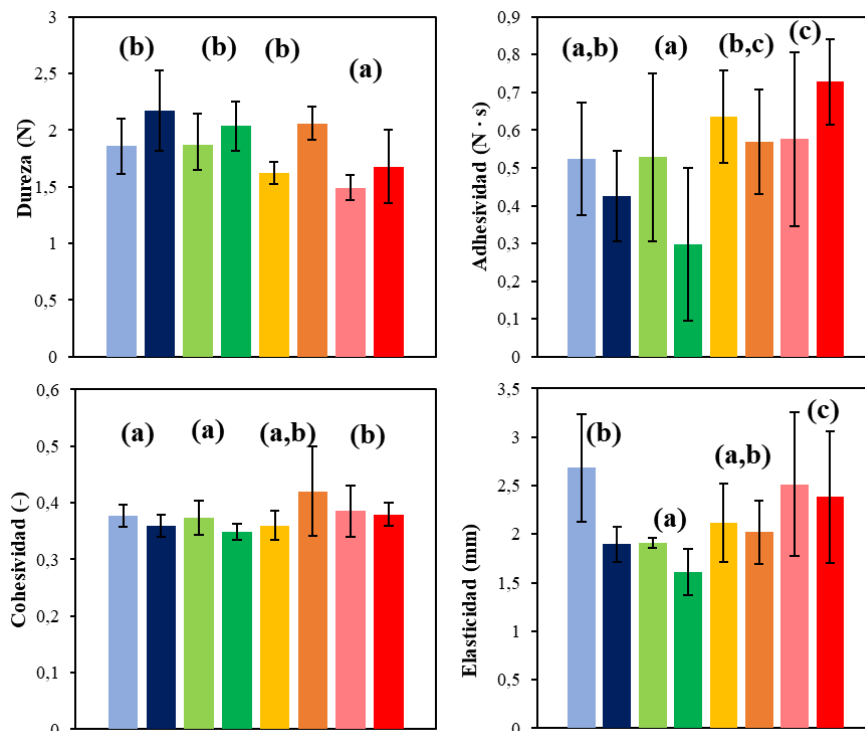 Dureza (N)
3
2,5
2
1,5
1
0,5
0
(b)
(b)
(b)
(a)
Adhesividad (N · s)
0,9
0,8
0,7
0,6
0,5
0,4
0,3
0,2
0,1
0
(a,b)
(a)
(b,c)
(c)
Cohesividad (-)
0,6
0,5
0,4
0,3
0,2
0,1
0
(a)
(a)
(a,b)
(b)
Elasticidad (mm)
3,5
3
2,5
2
1,5
1
0,5
0
(b)
(a)
(a,b)
(c)